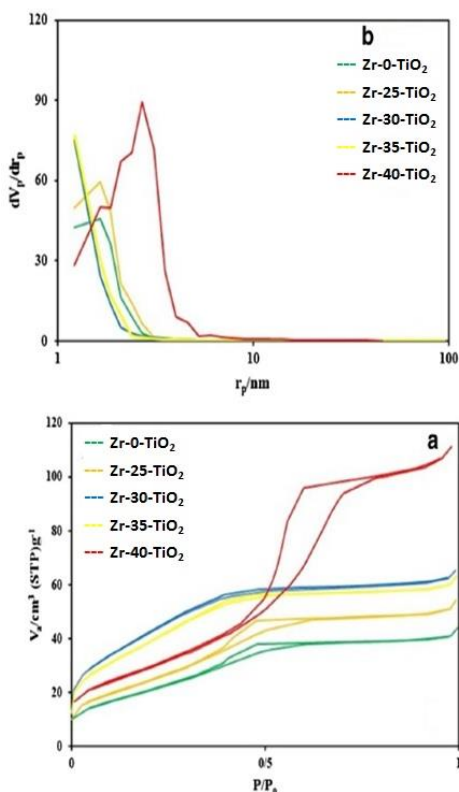 b
120
90
60
30
0
dVp/drp
Zr-0-TiO₂
Zr-25-TiO₂
Zr-30-TiO₂
Zr-35-TiO₂
Zr-40-TiO₂
1 10 100
rp/nm
a
120
100
80
60
40
20
0
Va/cm³ (STP)g⁻¹
Zr-0-TiO₂
Zr-25-TiO₂
Zr-30-TiO₂
Zr-35-TiO₂
Zr-40-TiO₂
0 0/5 1